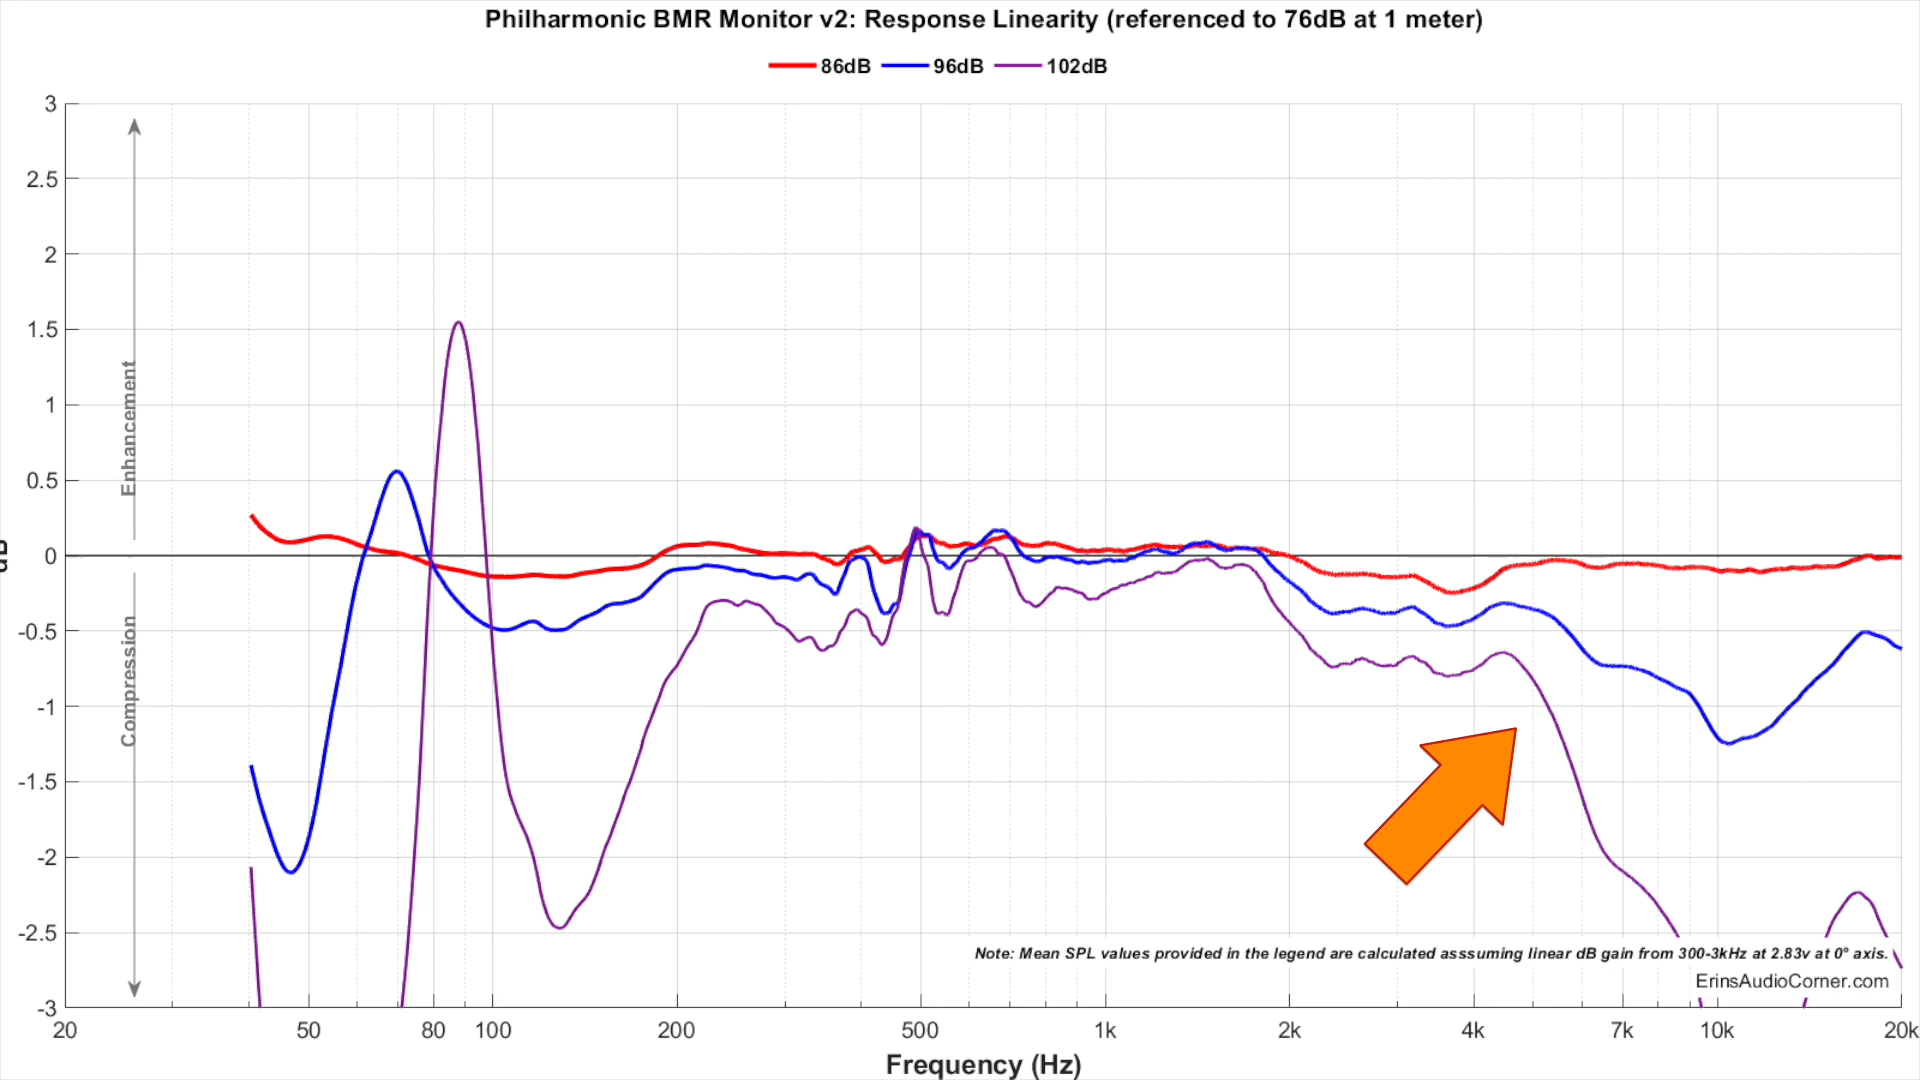 Philharmonic BMR Monitor v2: Response Linearity (referenced to 76dB at 1 meter)
86dB 96dB 102dB
3
2.5
2
1.5
1
0.5
0
-0.5
-1
-1.5
-2
-2.5
-3
Enhancement
Compression
dB
Note: Mean SPL values provided in the legend are calculated asssuming linear dB gain from 300-3kHz at 2.83v at 0° axis.
ErinsAudioCorner.com
20 50 80 100 200 500 1k 2k 4k 7k 10k 20k
Frequency (Hz)